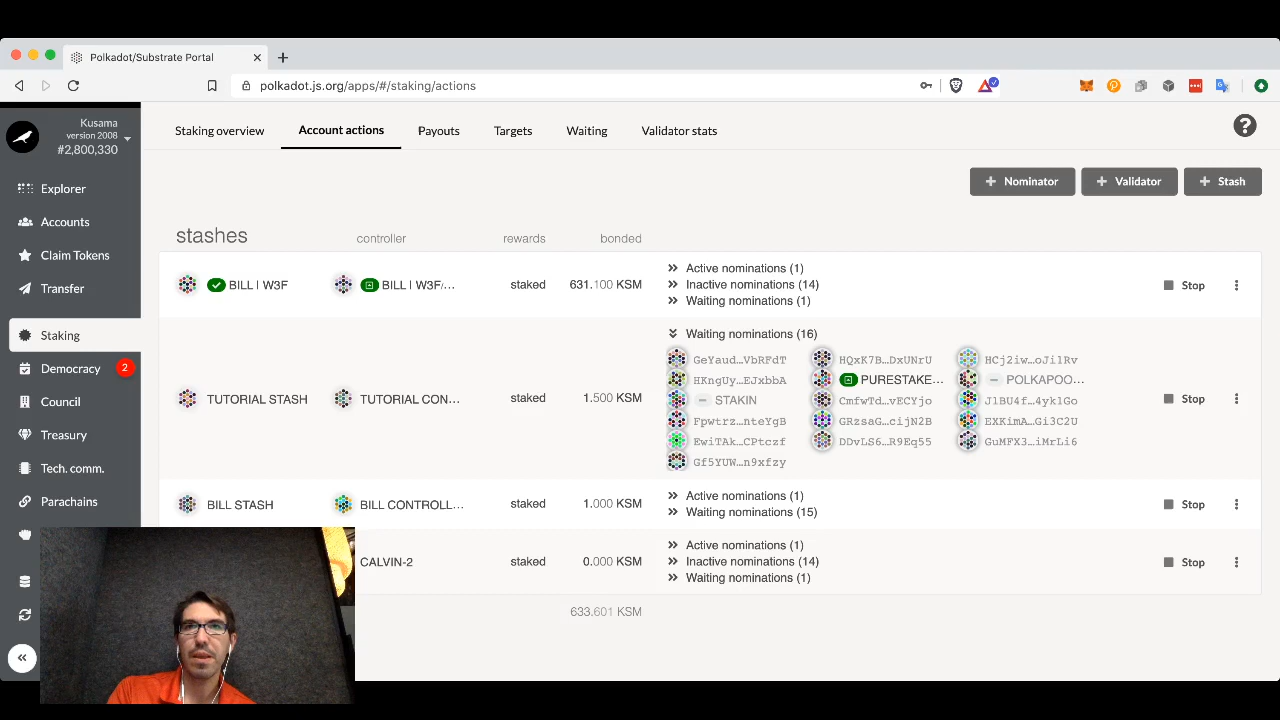 Polkadot/Substrate Portal
polkadot.js.org/apps/#/staking/actions
Kusama
version 2008
#2,800,330
Explorer
Accounts
Claim Tokens
Transfer
Staking
Democracy 2
Council
Treasury
Tech. comm.
Parachains
Staking overview Account actions Payouts Targets Waiting Validator stats
+ Nominator + Validator + Stash
stashes controller rewards bonded
BILL | W3F BILL | W3F/... staked 631.100 KSM
Active nominations (1)
Inactive nominations (14)
Waiting nominations (1)
Stop
TUTORIAL STASH TUTORIAL CON... staked 1.500 KSM
Waiting nominations (16)
GeYaud…VbRFdT HQxK7B…DxUNrU HCj2iw…oJi1Rv
HKngUy…EJxbbA PURESTAKE... POLKAPOO...
STAKIN CmfwTd…vECYjo J1BU4f…4yk1Go
Fpwtrz…nteYgB GRzsaG…cijN2B EXKimA…Gi3C2U
EwiTAk…CPtczf DDvLS6…R9Eq55 GuMFX3…iMrLi6
Gf5YUW…n9xfzy
Stop
BILL STASH BILL CONTROLL... staked 1.000 KSM
Active nominations (1)
Waiting nominations (15)
Stop
CALVIN-2 staked 0.000 KSM
Active nominations (1)
Inactive nominations (14)
Waiting nominations (1)
Stop
633.601 KSM